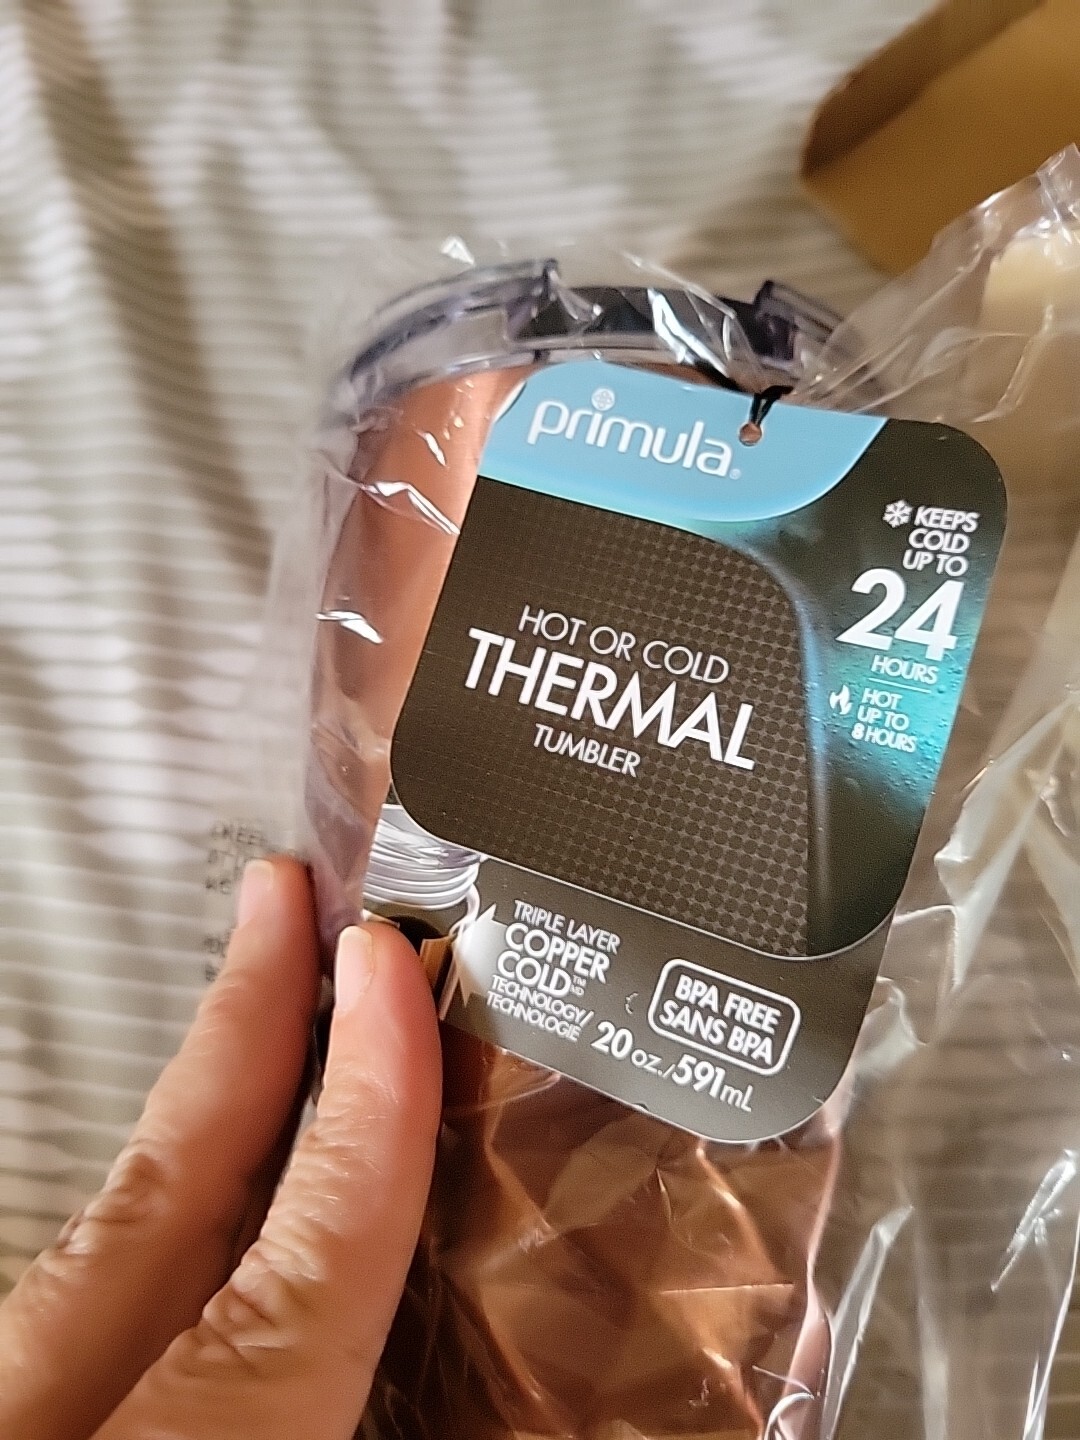 primula®
KEEPS
COLD
UP TO
24
HOURS
HOT
UP TO
8 HOURS
HOT OR COLD
THERMAL
TUMBLER
TRIPLE LAYER
COPPER
COLD™
TECHNOLOGY/
TECHNOLOGIE
BPA FREE
SANS BPA
20 oz./591mL